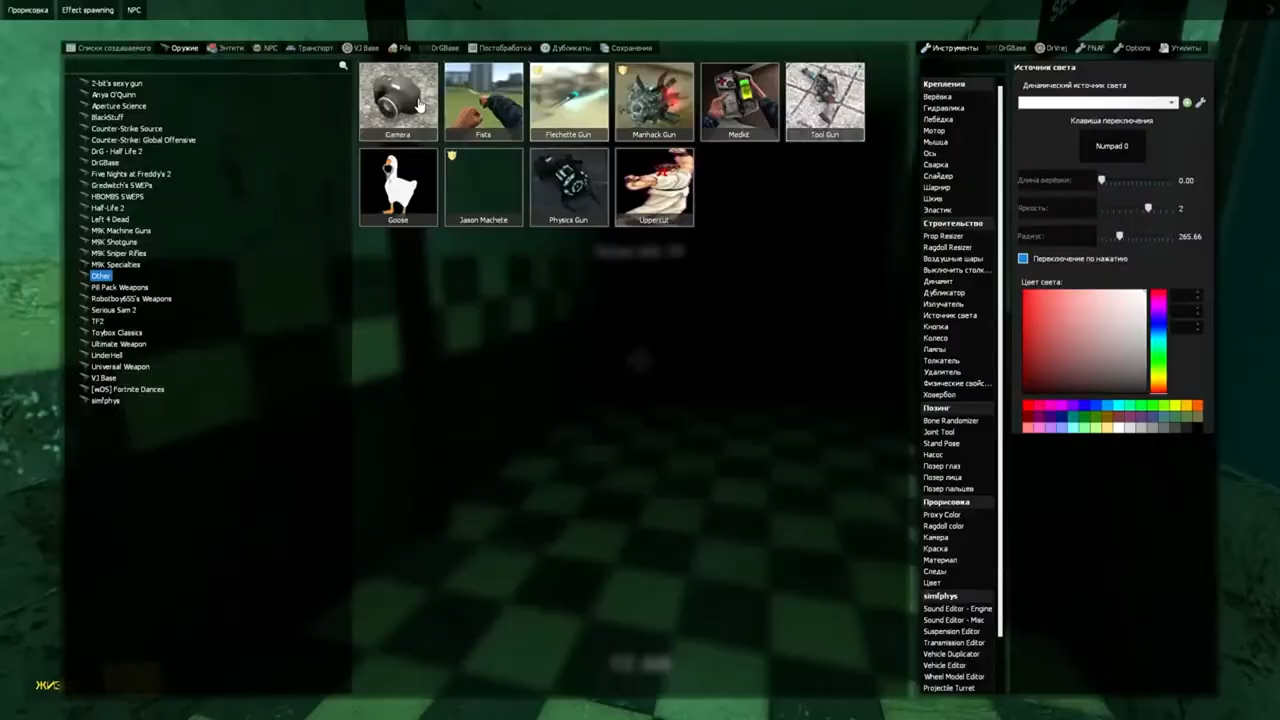 Прорисовка Effect spawning NPC
Списки создаваемого Оружие Энтити NPC Транспорт VJ Base Pills DrGBase Постобработка Дубликаты Сохранения
Инструменты DrGBase DrVrej FNAF Options Утилиты
2-bit's sexy gun
Anya O'Quinn
Aperture Science
BlackStuff
Counter-Strike Source
Counter-Strike: Global Offensive
DrG - Half Life 2
DrGBase
Five Nights at Freddy's 2
Gredwitch's SWEPs
HBOMBS SWEPS
Half-Life 2
Left 4 Dead
M9K Machine Guns
M9K Shotguns
M9K Sniper Rifles
M9K Specialties
Other
Pill Pack Weapons
Robotboy655's Weapons
Serious Sam 2
TF2
Toybox Classics
Ultimate Weapon
UnderHell
Universal Weapon
VJ Base
[wOS] Fortnite Dances
simfphys
Camera Fists Flechette Gun Manhack Gun Medkit Tool Gun
Goose Jason Machete Physics Gun Uppercut
Крепления
Верёвка
Гидравлика
Лебёдка
Мотор
Мышца
Ось
Сварка
Слайдер
Шарнир
Шкив
Эластик
Строительство
Prop Resizer
Ragdoll Resizer
Воздушные шары
Выключить столк...
Динамит
Дубликатор
Излучатель
Источник света
Кнопка
Колесо
Лампы
Толкатель
Удалитель
Физические свойс...
Ховербол
Позинг
Bone Randomizer
Joint Tool
Stand Pose
Насос
Позер глаз
Позер лица
Позер пальцев
Прорисовка
Proxy Color
Ragdoll color
Камера
Краска
Материал
Следы
Цвет
simfphys
Sound Editor - Engine
Sound Editor - Misc
Suspension Editor
Transmission Editor
Vehicle Duplicator
Vehicle Editor
Wheel Model Editor
Projectile Turret
Источник света
Динамический источник света
Клавиша переключения
Numpad 0
Длина верёвки: 0.00
Яркость: 2
Радиус: 265.66
Переключение по нажатию
Цвет света: